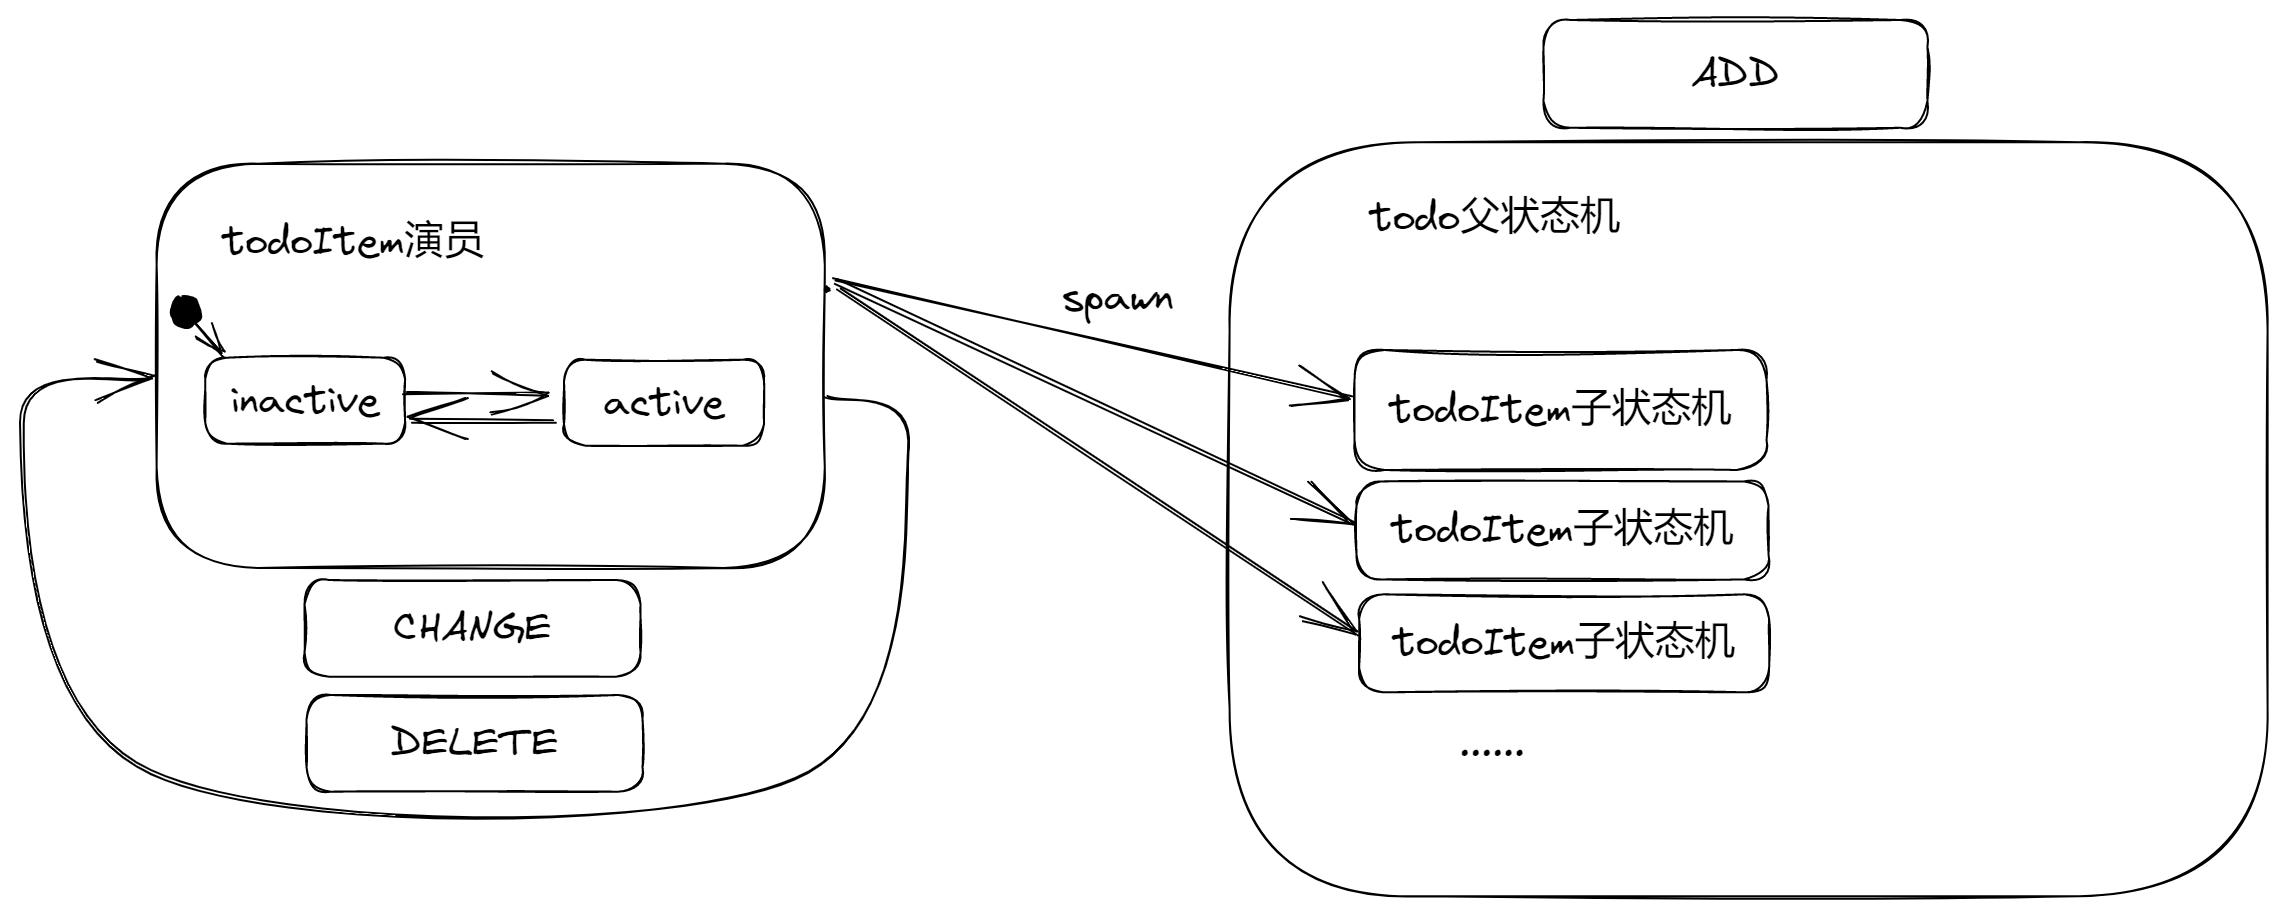 todoItem演员
inactive
active
CHANGE
DELETE
spawn
ADD
todo父状态机
todoItem子状态机
todoItem子状态机
todoItem子状态机
......